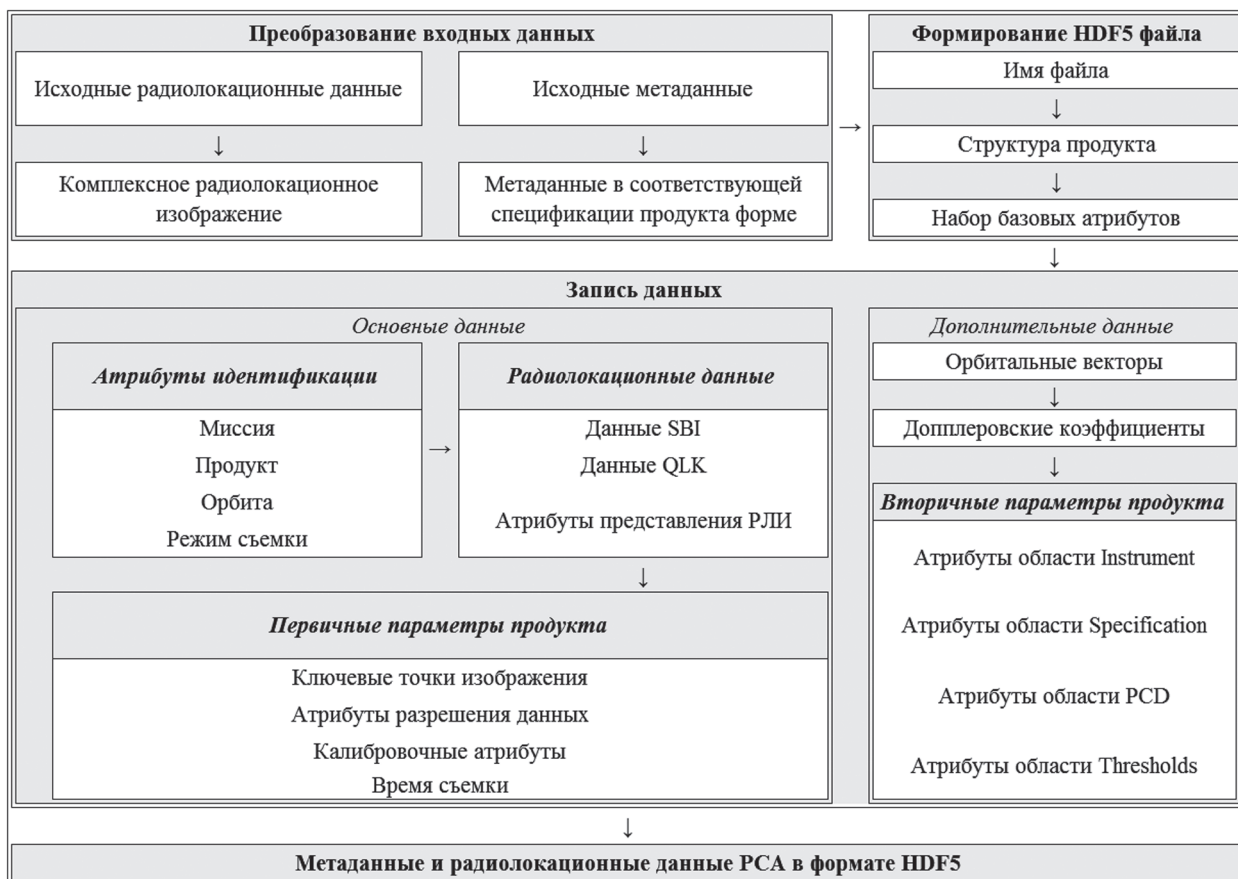 Преобразование входных данных
Исходные радиолокационные данные
↓
Комплексное радиолокационное
изображение
Исходные метаданные
↓
Метаданные в соответствующей
спецификации продукта форме
→
Формирование HDF5 файла
Имя файла
↓
Структура продукта
↓
Набор базовых атрибутов
↓
Запись данных
Основные данные
Атрибуты идентификации
Миссия
Продукт
Орбита
Режим съемки
→
Радиолокационные данные
Данные SBI
Данные QLK
Атрибуты представления РЛИ
↓
Первичные параметры продукта
Ключевые точки изображения
Атрибуты разрешения данных
Калибровочные атрибуты
Время съемки
Дополнительные данные
Орбитальные векторы
↓
Допплеровские коэффициенты
↓
Вторичные параметры продукта
Атрибуты области Instrument
Атрибуты области Specification
Атрибуты области PCD
Атрибуты области Thresholds
↓
Метаданные и радиолокационные данные РСА в формате HDF5